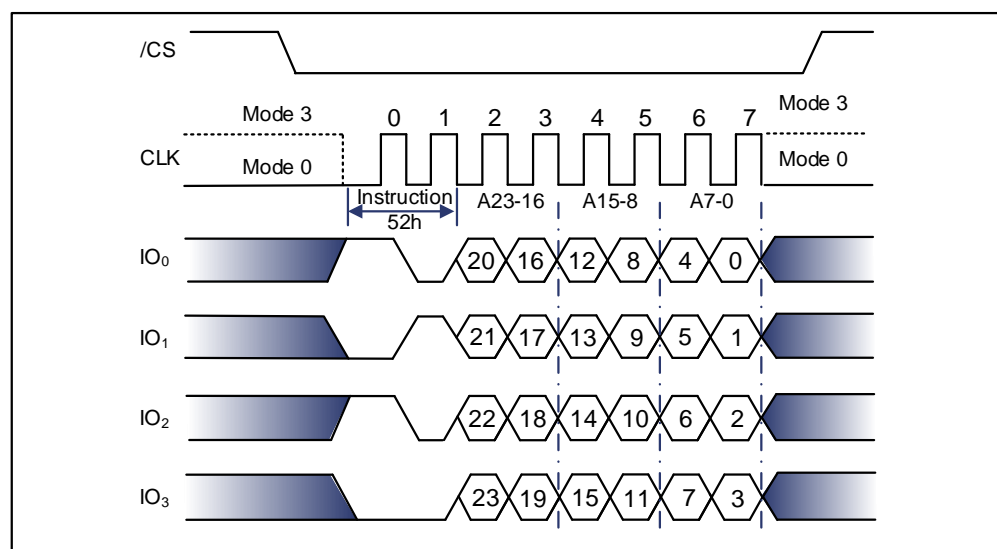 /CS
Mode 3 0 1 2 3 4 5 6 7 Mode 3
CLK
Mode 0 Mode 0
Instruction A23-16 A15-8 A7-0
52h
IO₀ 20 16 12 8 4 0
IO₁ 21 17 13 9 5 1
IO₂ 22 18 14 10 6 2
IO₃ 23 19 15 11 7 3